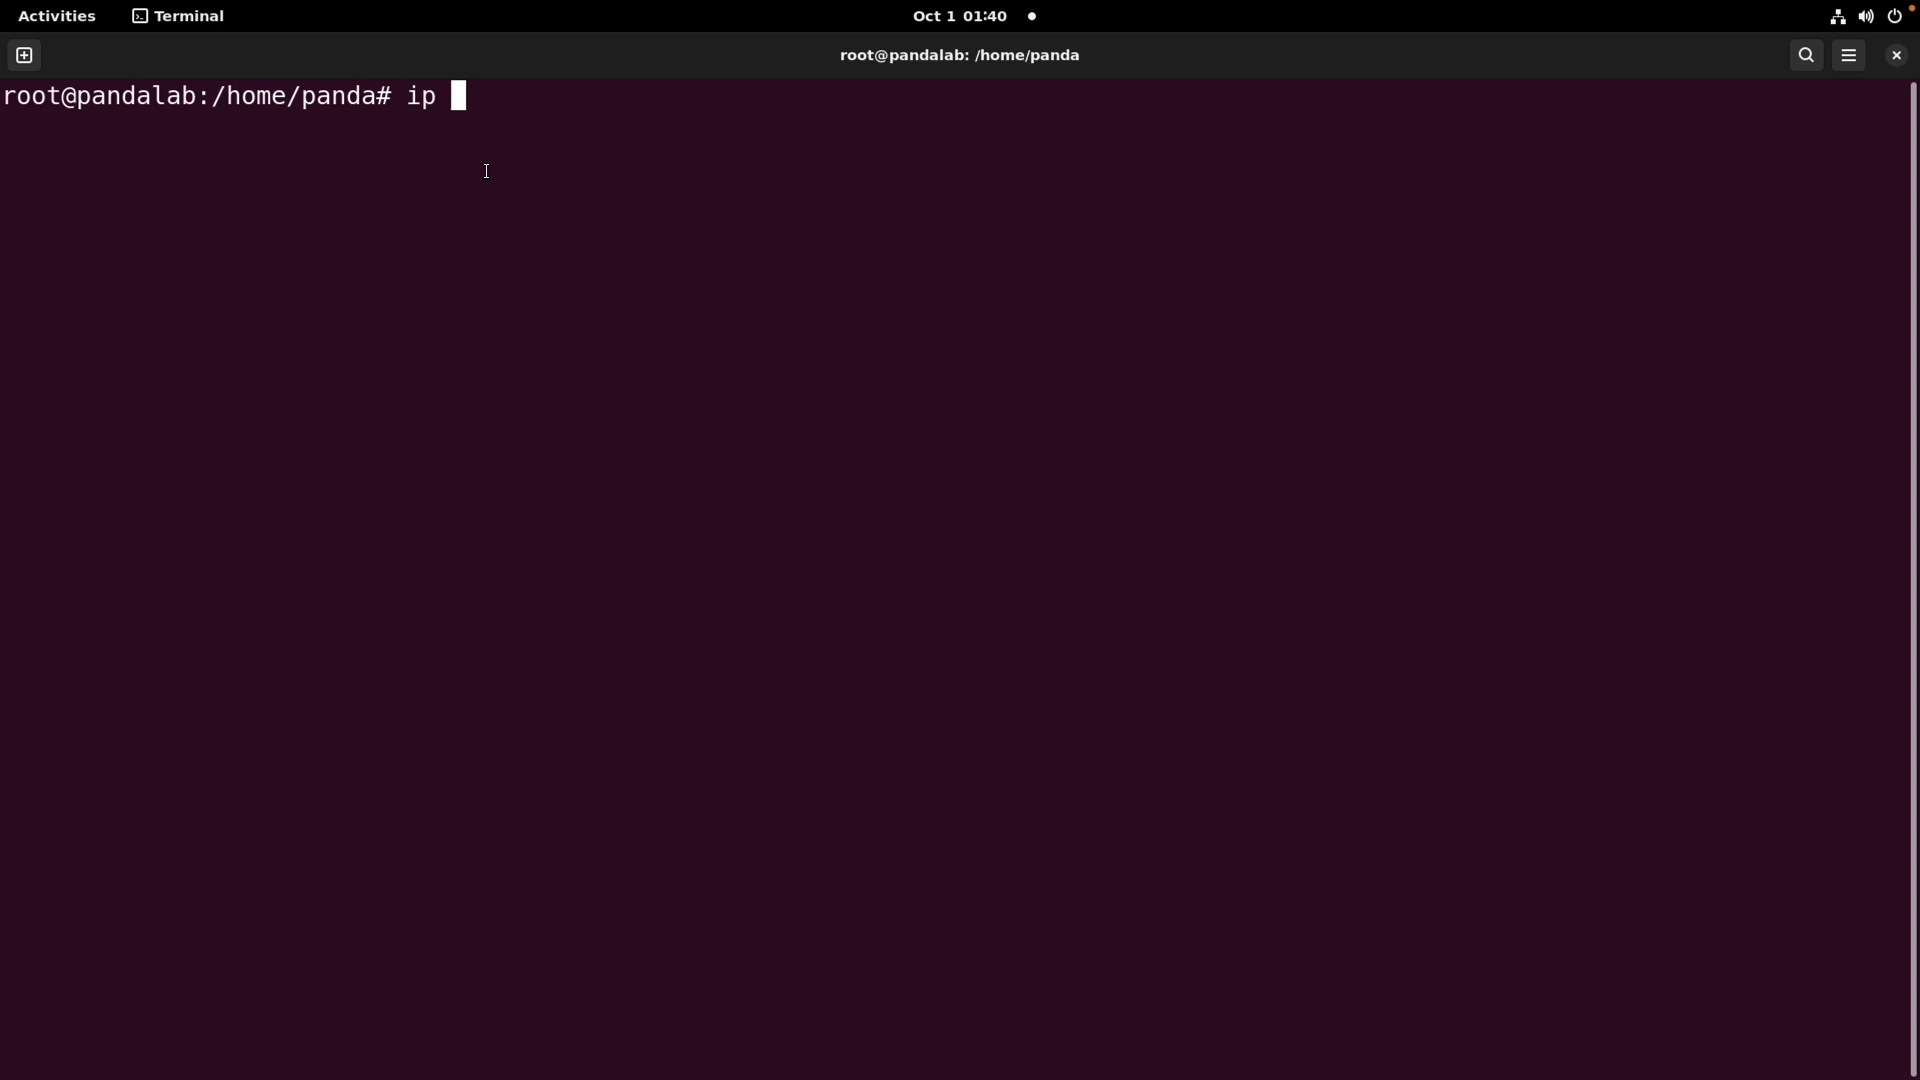 Activities Terminal Oct 1 01:40
root@pandalab: /home/panda
root@pandalab:/home/panda# ip